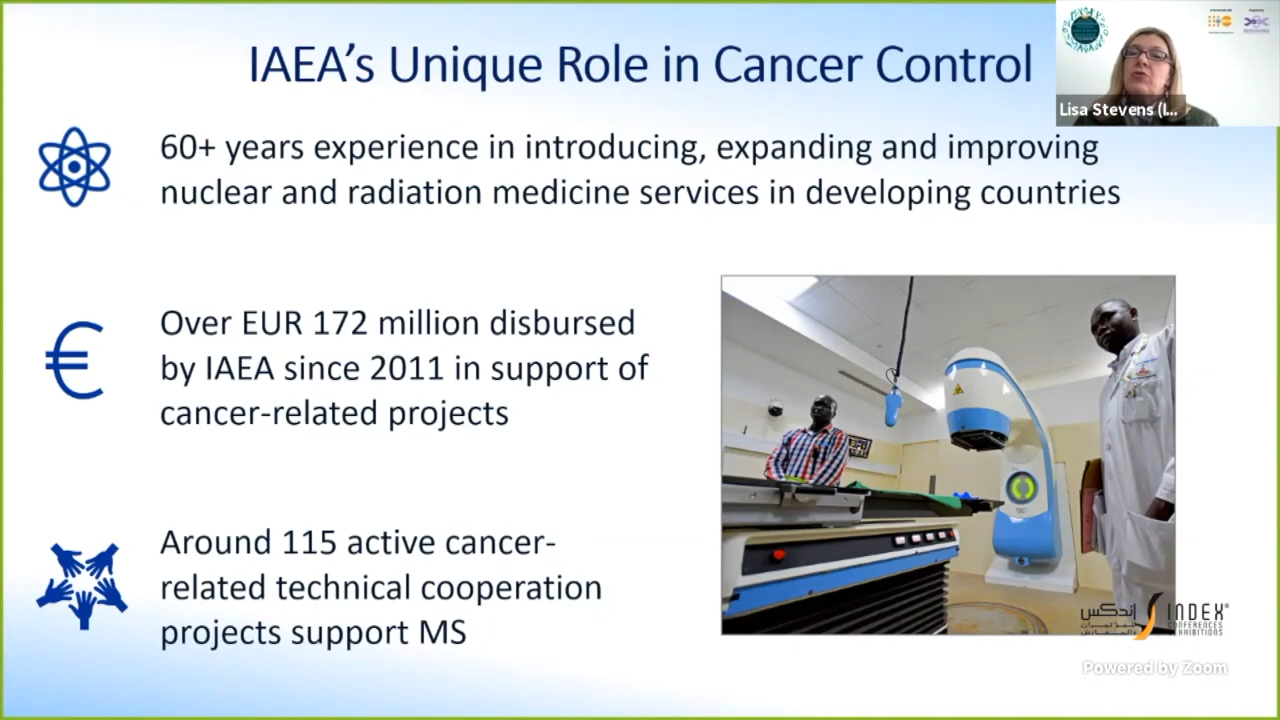 IAEA's Unique Role in Cancer Control
Lisa Stevens (I...
60+ years experience in introducing, expanding and improving
nuclear and radiation medicine services in developing countries
€
Over EUR 172 million disbursed
by IAEA since 2011 in support of
cancer-related projects
Around 115 active cancer-
related technical cooperation
projects support MS
إندكس
INDEX
CONFERENCES
EXHIBITIONS
Powered by Zoom